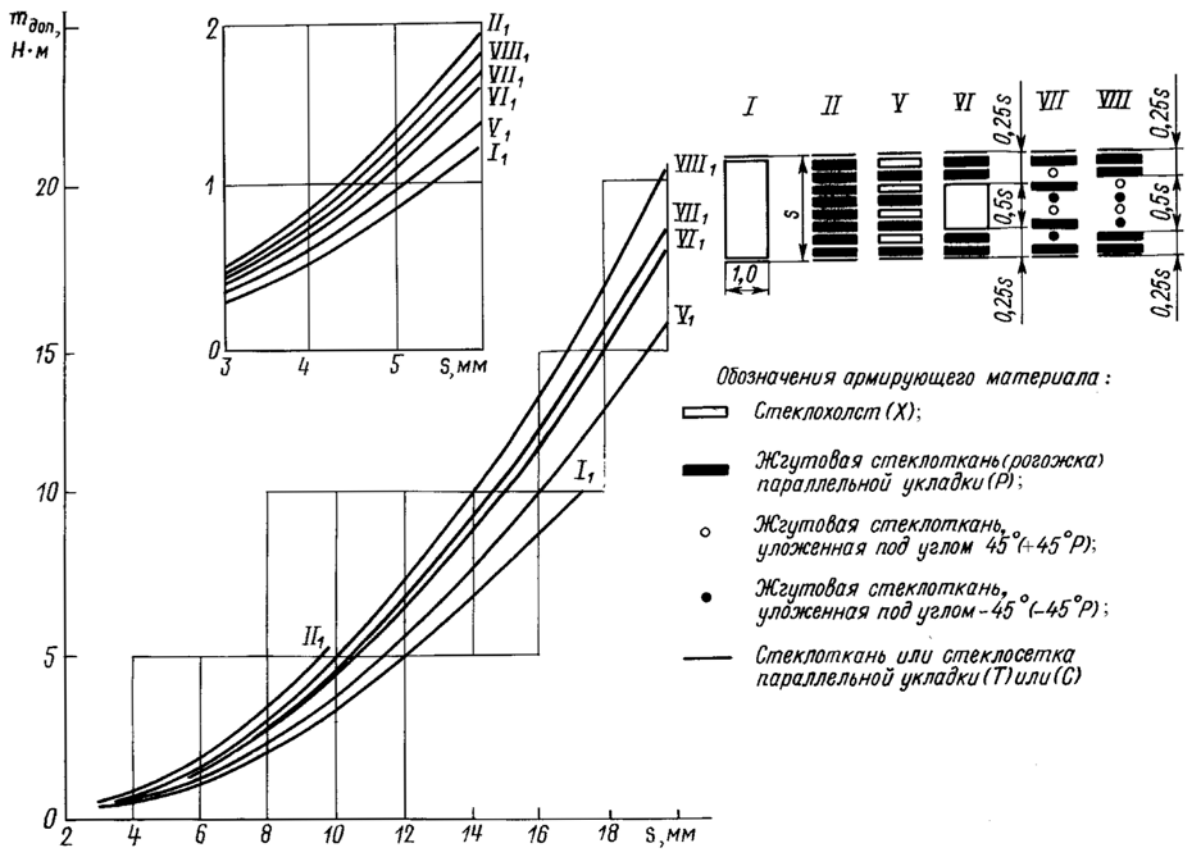 m доп,
Н·м
20
15
10
5
0
2
4
6
8
10
12
14
16
18
s, мм
2
1
0
3
4
5
s, мм
II₁
VIII₁
VII₁
VI₁
V₁
I₁
VIII₁
VII₁
VI₁
V₁
I₁
II₁
I
II
V
VI
VII
VIII
s
1,0
0,25s
0,5s
0,25s
0,25s
0,5s
0,25s
Обозначения армирующего материала:
Стеклохолст (X);
Жгутовая стеклоткань (рогожка)
параллельной укладки (Р);
Жгутовая стеклоткань,
уложенная под углом 45° (+45°Р);
Жгутовая стеклоткань,
уложенная под углом -45° (-45°Р);
Стеклоткань или стеклосетка
параллельной укладки (Т) или (С)